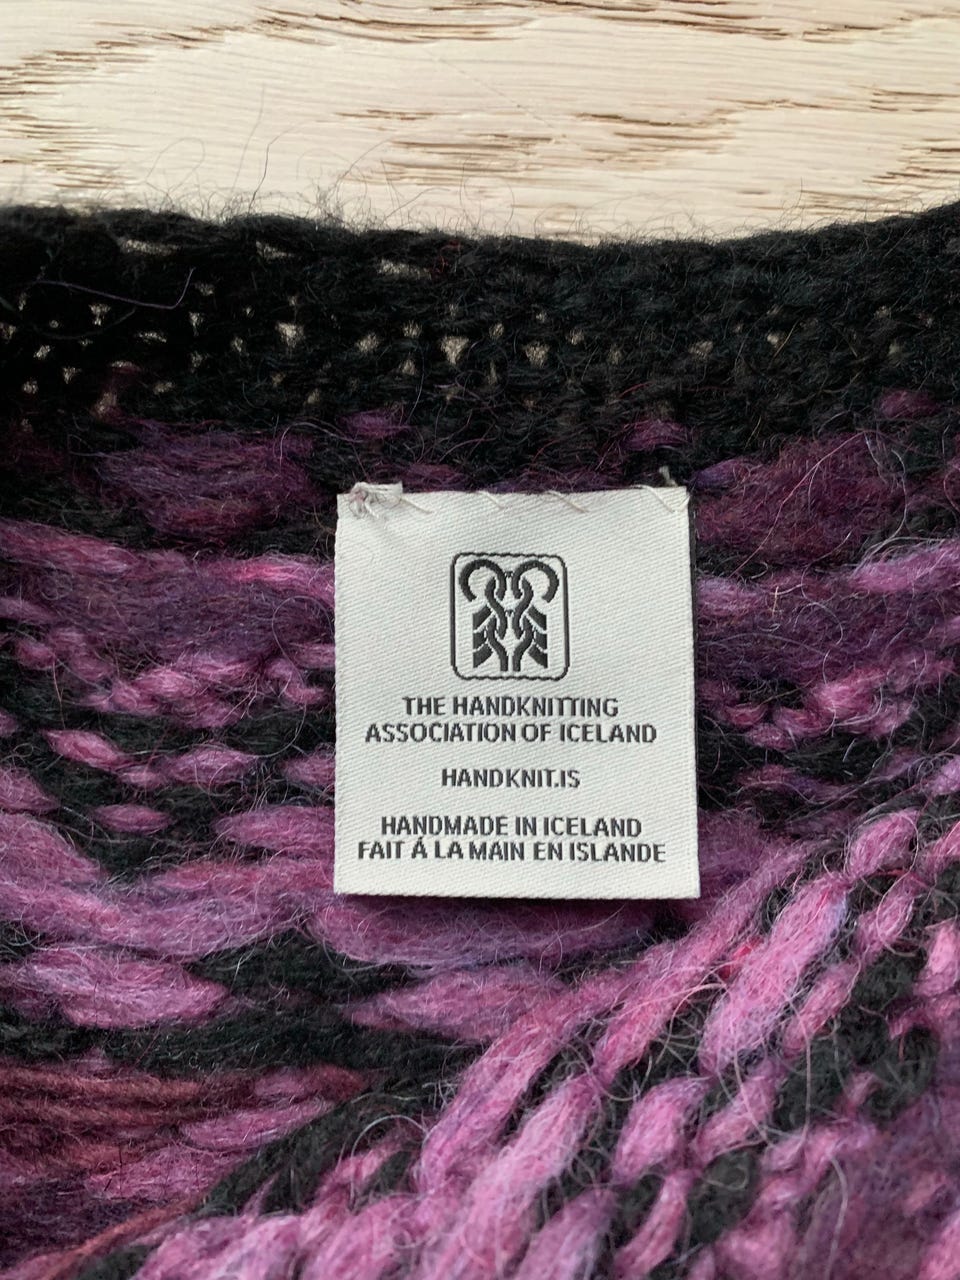 THE HANDKNITTING
ASSOCIATION OF ICELAND
HANDKNIT.IS
HANDMADE IN ICELAND
FAIT Á LA MAIN EN ISLANDE